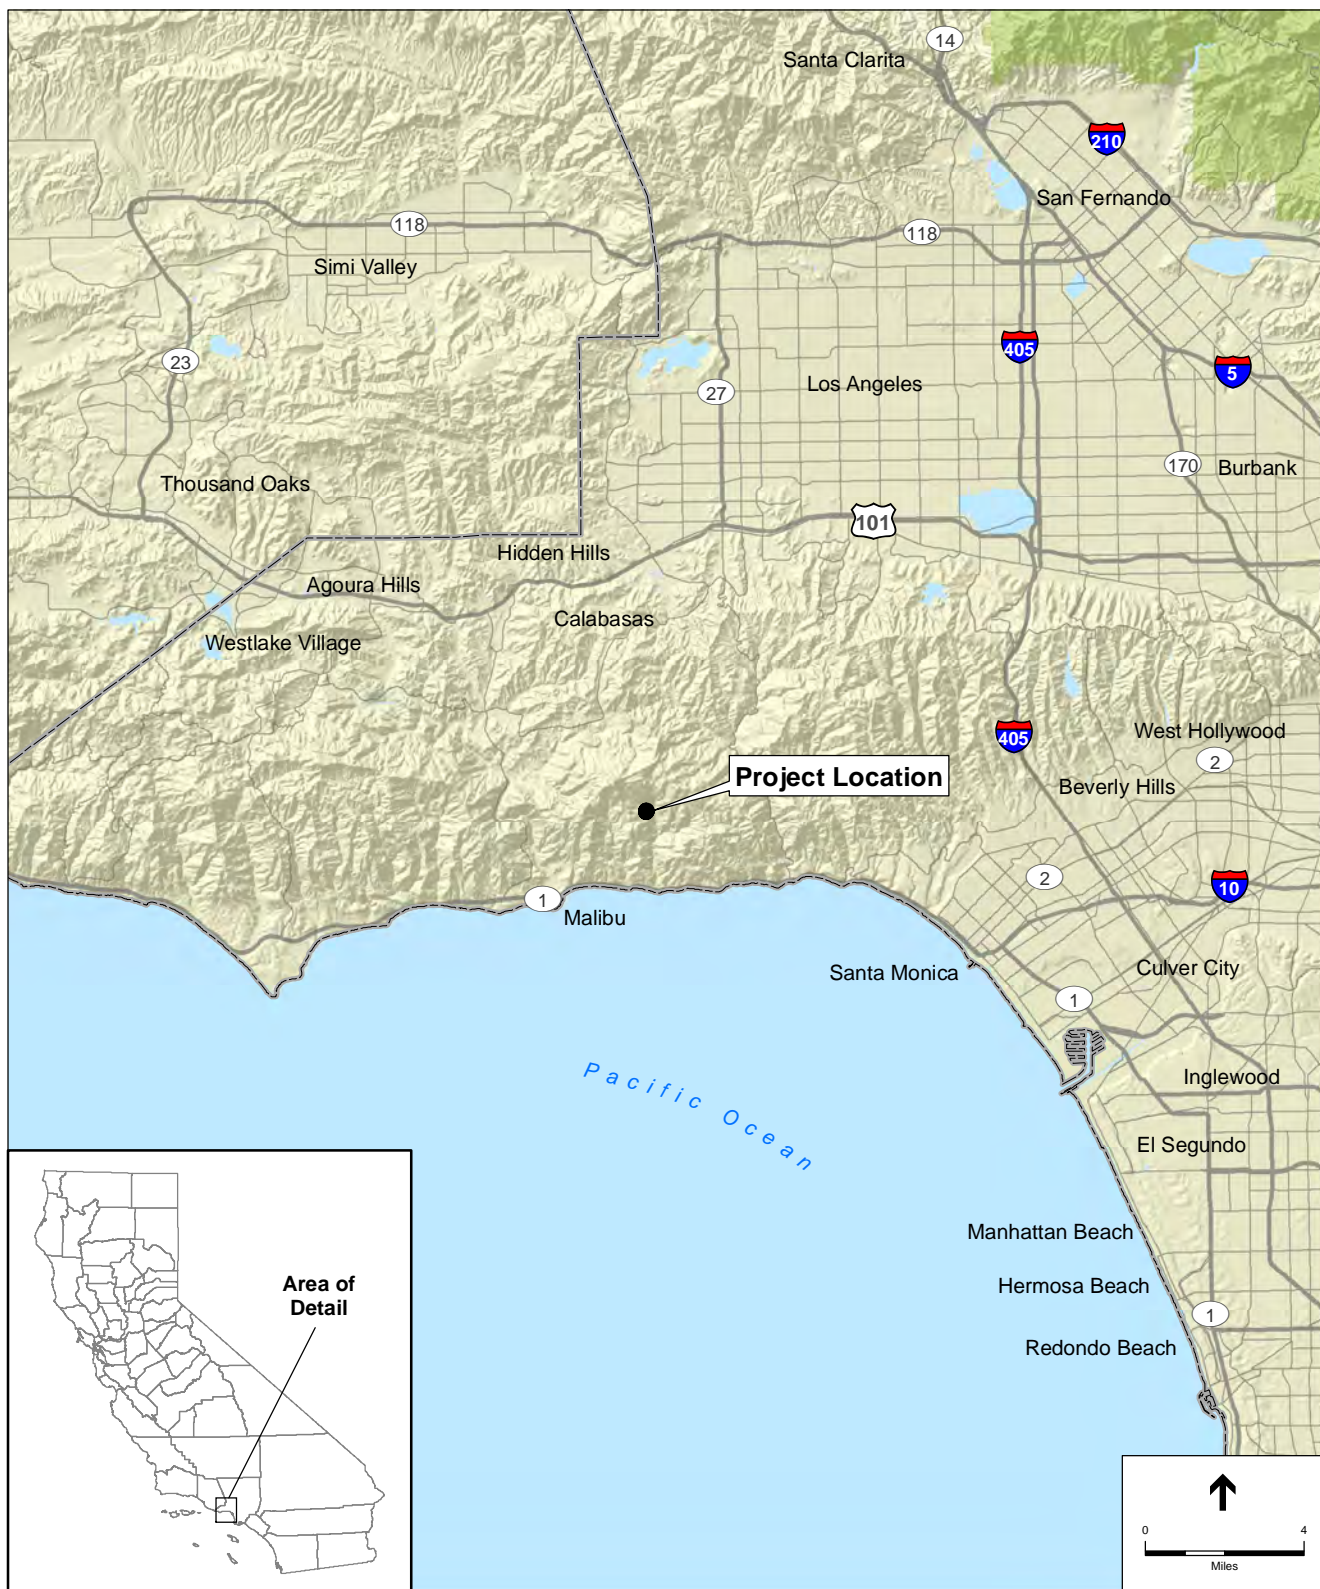 14
Santa Clarita
210
San Fernando
118
118
Simi Valley
405
23
5
Los Angeles
27
170
Burbank
Thousand Oaks
101
Hidden Hills
Agoura Hills
Calabasas
Westlake Village
West Hollywood
405
2
Project Location
Beverly Hills
2
10
1
Malibu
Culver City
Santa Monica
1
Pacific Ocean
Inglewood
El Segundo
Manhattan Beach
Hermosa Beach
1
Redondo Beach
Area of
Detail
0 4
Miles